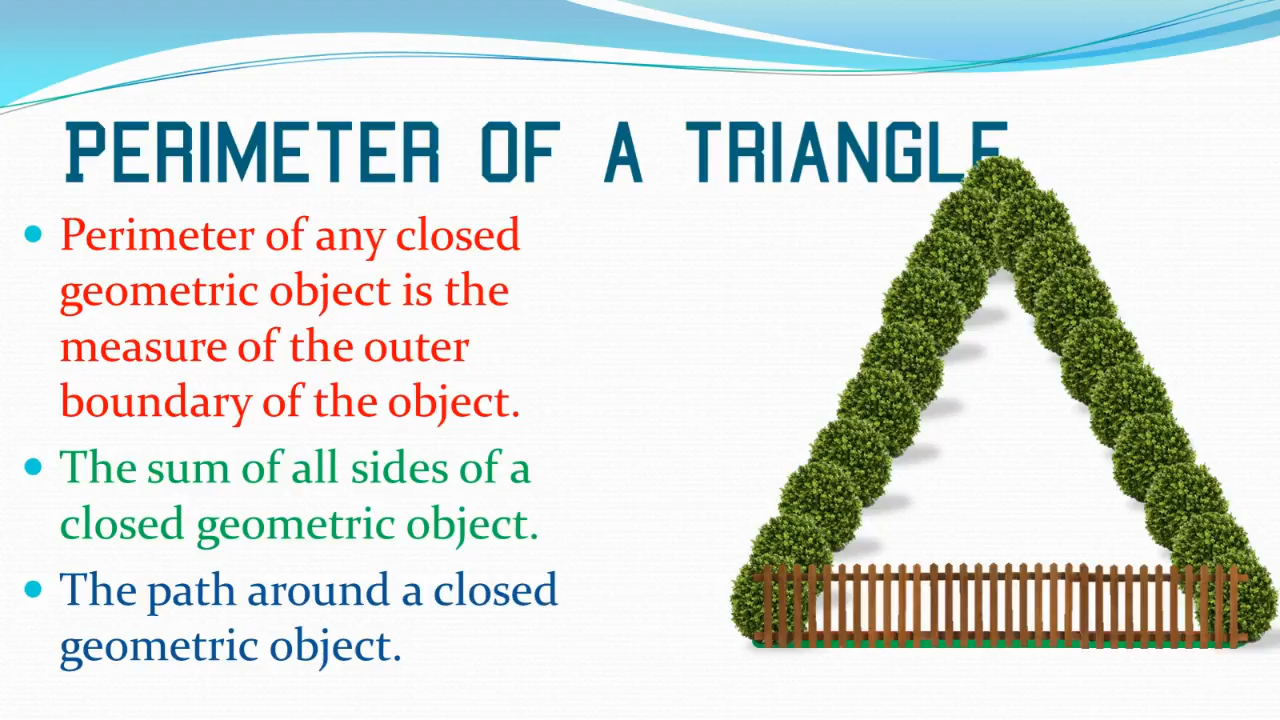 PERIMETER OF A TRIANGLE
• Perimeter of any closed
geometric object is the
measure of the outer
boundary of the object.
• The sum of all sides of a
closed geometric object.
• The path around a closed
geometric object.